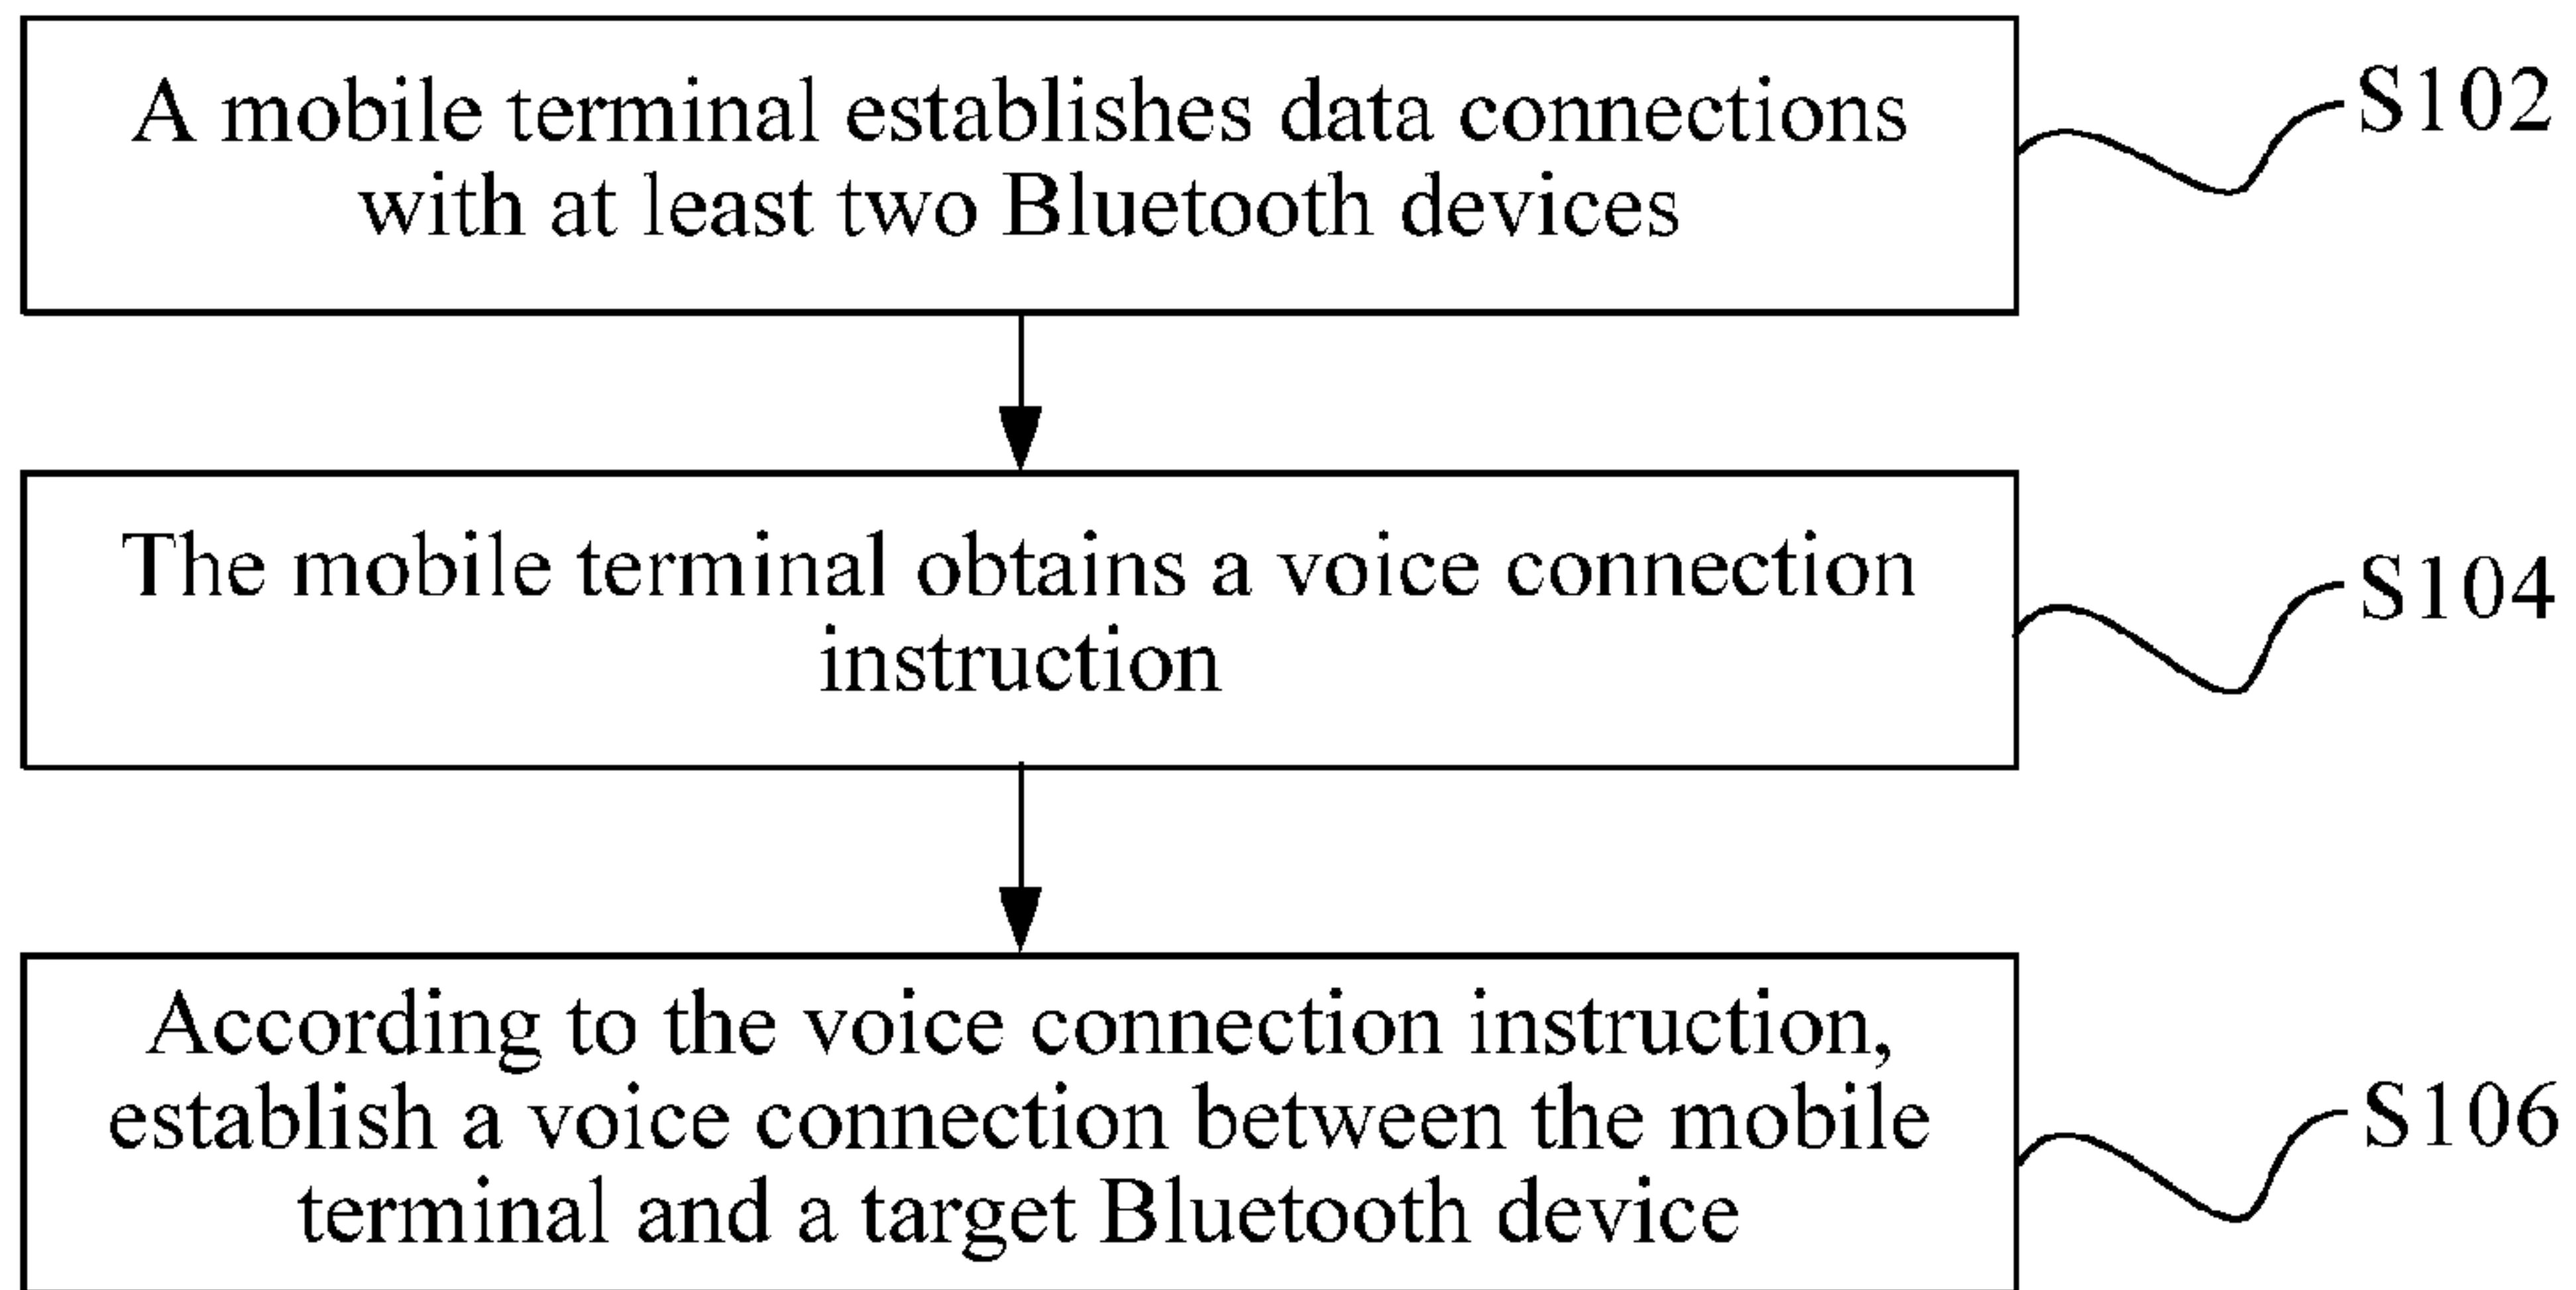 A mobile terminal establishes data connections
with at least two Bluetooth devices
S102
The mobile terminal obtains a voice connection
instruction
S104
According to the voice connection instruction,
establish a voice connection between the mobile
terminal and a target Bluetooth device
S106